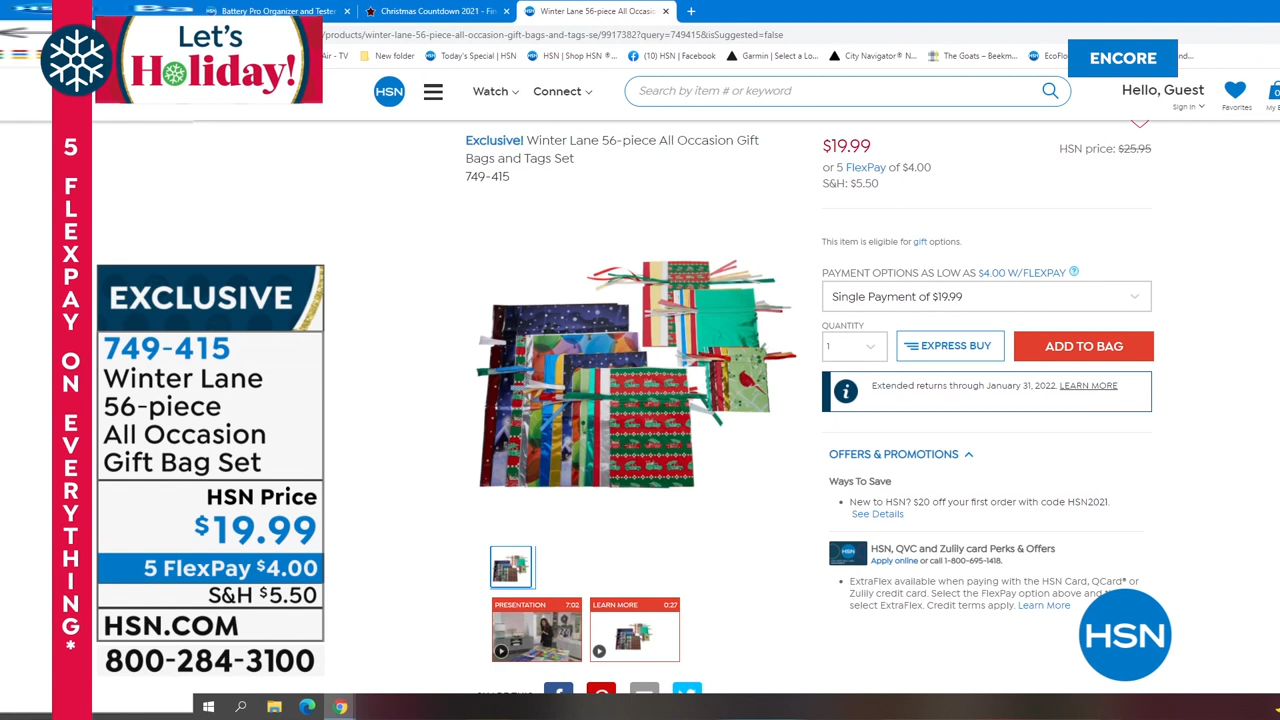 Battery Pro Organizer and Tester
Christmas Countdown 2021 - Fin
Winter Lane 56-piece All Occasio
/products/winter-lane-56-piece-all-occasion-gift-bags-and-tags-se/9917382?query=749415&isSuggested=false
Air - TV
New folder
Today's Special | HSN
HSN | Shop HSN ® ...
(10) HSN | Facebook
Garmin | Select a Lo...
City Navigator® N...
The Goats – Beekm...
EcoFlo
Let's
Holiday!
ENCORE
HSN
Watch
Connect
Search by item # or keyword
Hello, Guest
Sign In
Favorites
0
My B
5 FLEXPAY ON EVERYTHING*
Exclusive! Winter Lane 56-piece All Occasion Gift
Bags and Tags Set
749-415
$19.99
HSN price: $25.95
or 5 FlexPay of $4.00
S&H: $5.50
This item is eligible for gift options.
PAYMENT OPTIONS AS LOW AS $4.00 W/FLEXPAY ?
Single Payment of $19.99
QUANTITY
1
EXPRESS BUY
ADD TO BAG
i
Extended returns through January 31, 2022. LEARN MORE
OFFERS & PROMOTIONS
Ways To Save
New to HSN? $20 off your first order with code HSN2021.
See Details
HSN, QVC and Zulily card Perks & Offers
Apply online or call 1-800-695-1418.
ExtraFlex available when paying with the HSN Card, QCard® or
Zulily credit card. Select the FlexPay option above and
select ExtraFlex. Credit terms apply. Learn More
EXCLUSIVE
749-415
Winter Lane
56-piece
All Occasion
Gift Bag Set
HSN Price
$19.99
5 FlexPay $4.00
S&H $5.50
HSN.COM
800-284-3100
PRESENTATION 7:02
LEARN MORE 0:27
HSN